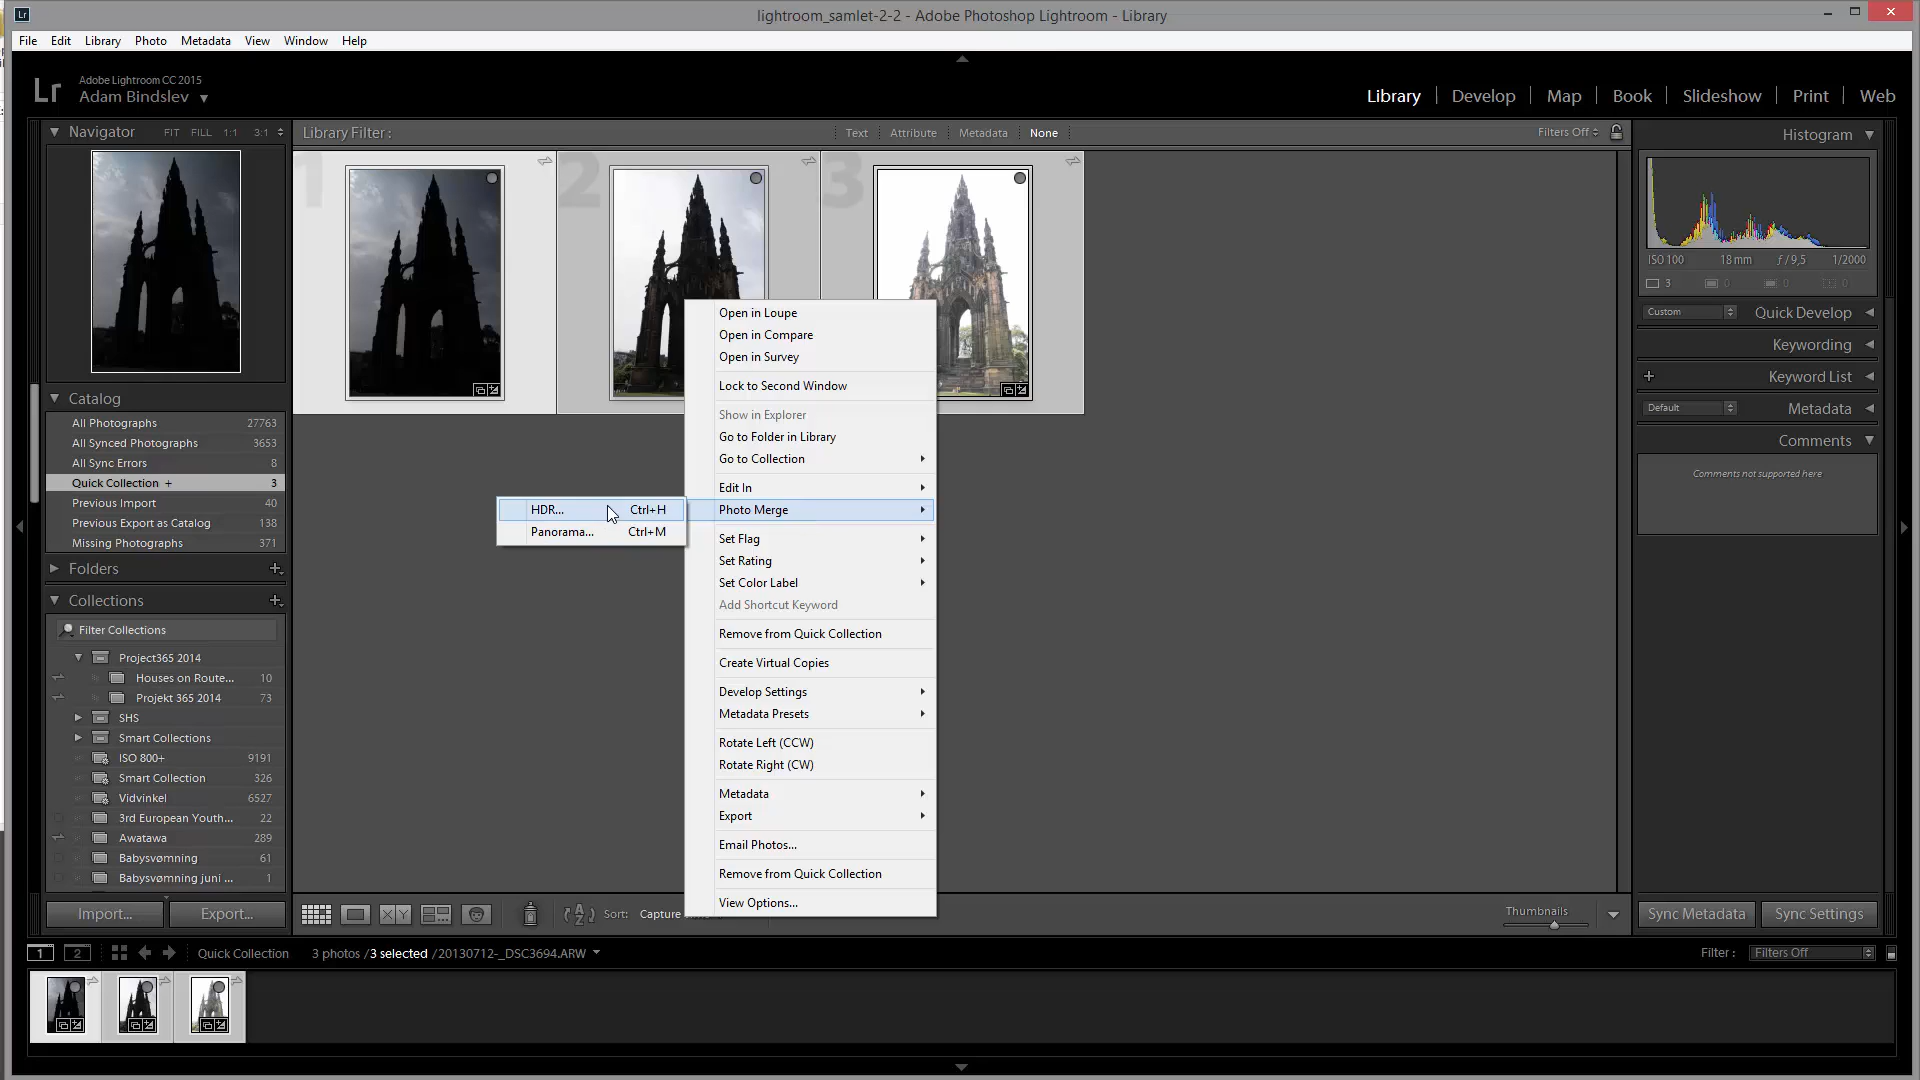 Lr
lightroom_samlet-2-2 - Adobe Photoshop Lightroom - Library
File Edit Library Photo Metadata View Window Help
Lr
Adobe Lightroom CC 2015
Adam Bindslev
Library Develop Map Book Slideshow Print Web
Navigator FIT FILL 1:1 3:1
Library Filter : Text Attribute Metadata None Filters Off
Histogram
1 2 3
ISO 100 18 mm ƒ / 9,5 1/2000
3 0 0 0
Custom Quick Develop
Keywording
Keyword List
Default Metadata
Comments
Comments not supported here
Catalog
All Photographs 27763
All Synced Photographs 3653
All Sync Errors 8
Quick Collection + 3
Previous Import 40
Previous Export as Catalog 138
Missing Photographs 371
Folders
Collections
Filter Collections
Project365 2014
Houses on Route... 10
Projekt 365 2014 73
SHS
Smart Collections
ISO 800+ 9191
Smart Collection 326
Vidvinkel 6527
3rd European Youth... 22
Awatawa 289
Babysvømning 61
Babysvømning juni ... 1
Import... Export...
Open in Loupe
Open in Compare
Open in Survey
Lock to Second Window
Show in Explorer
Go to Folder in Library
Go to Collection
Edit In
Photo Merge
HDR... Ctrl+H
Panorama... Ctrl+M
Set Flag
Set Rating
Set Color Label
Add Shortcut Keyword
Remove from Quick Collection
Create Virtual Copies
Develop Settings
Metadata Presets
Rotate Left (CCW)
Rotate Right (CW)
Metadata
Export
Email Photos...
Remove from Quick Collection
View Options...
XY A Z Sort: Capture
Thumbnails
Sync Metadata Sync Settings
1 2 Quick Collection 3 photos / 3 selected / 20130712-_DSC3694.ARW
Filter : Filters Off